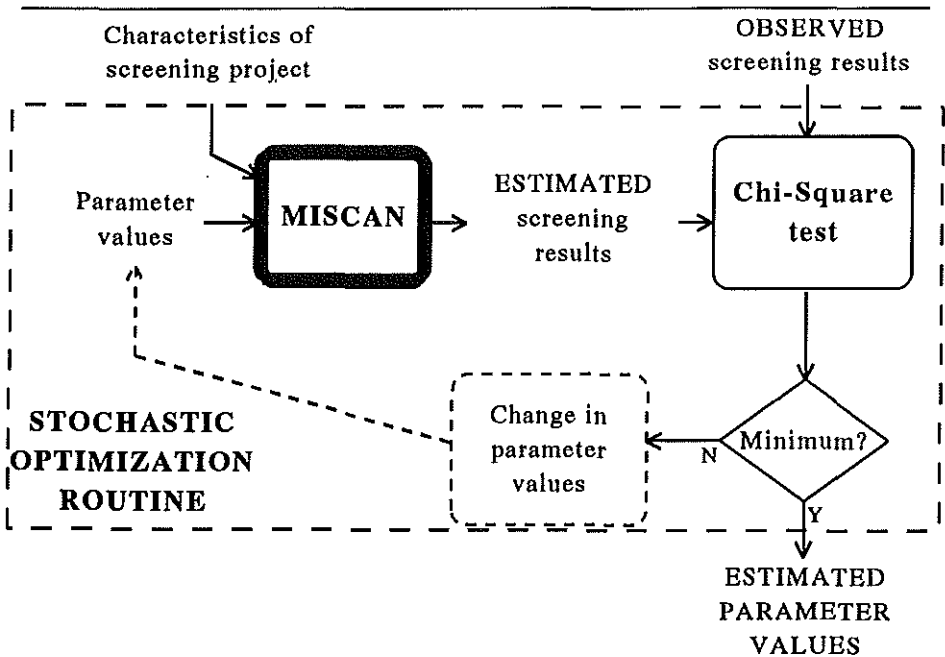 Characteristics of
screening project
OBSERVED
screening results
Parameter
values
MISCAN
ESTIMATED
screening
results
Chi-Square
test
Minimum?
N
Y
Change in
parameter
values
STOCHASTIC
OPTIMIZATION
ROUTINE
ESTIMATED
PARAMETER
VALUES